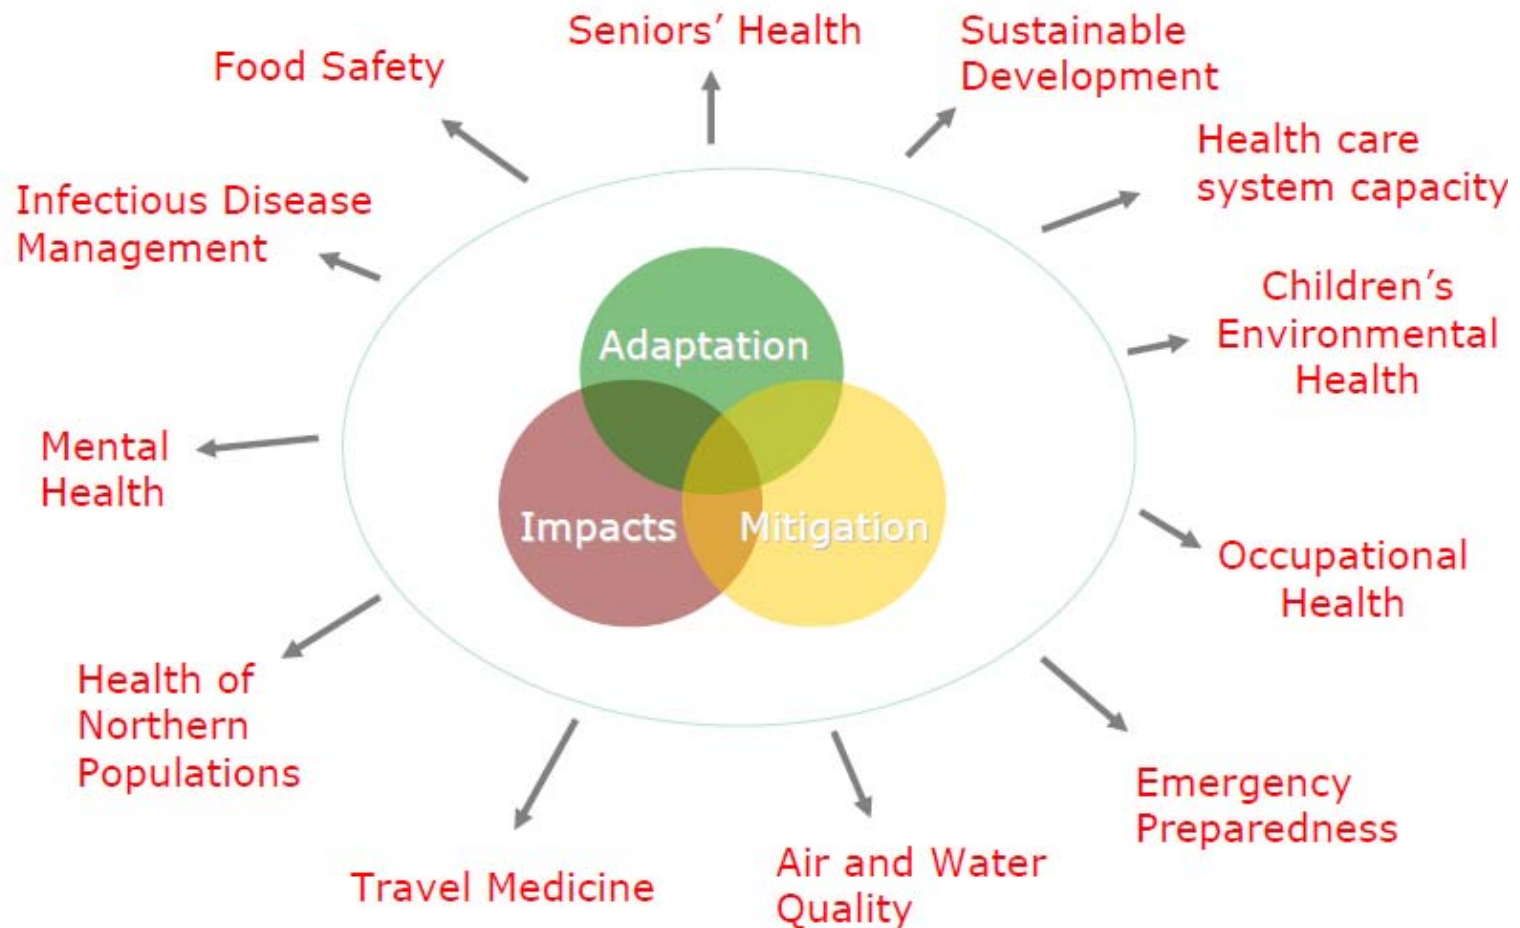 Seniors’ Health
Sustainable
Development
Food Safety
Health care
system capacity
Infectious Disease
Management
Children’s
Environmental
Health
Adaptation
Mental
Health
Impacts
Mitigation
Occupational
Health
Health of
Northern
Populations
Emergency
Preparedness
Travel Medicine
Air and Water
Quality